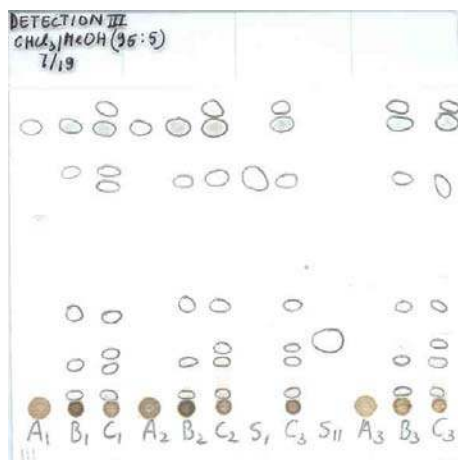 DETECTION III
CHCl₃/MeOH (95:5)
7/19
A₁ B₁ C₁ A₂ B₂ C₂ S₁ C₃ S₁₁ A₃ B₃ C₃